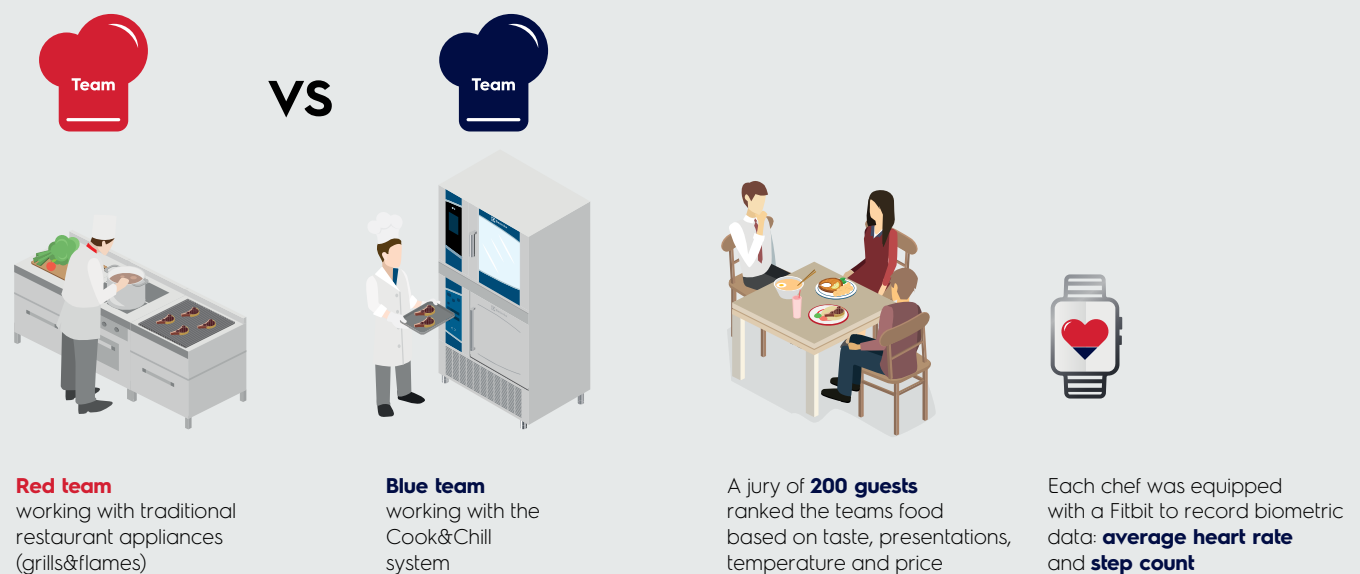 Team
VS
Team
Red team
working with traditional
restaurant appliances
(grills&flames)
Blue team
working with the
Cook&Chill
system
A jury of 200 guests
ranked the teams food
based on taste, presentations,
temperature and price
Each chef was equipped
with a Fitbit to record biometric
data: average heart rate
and step count